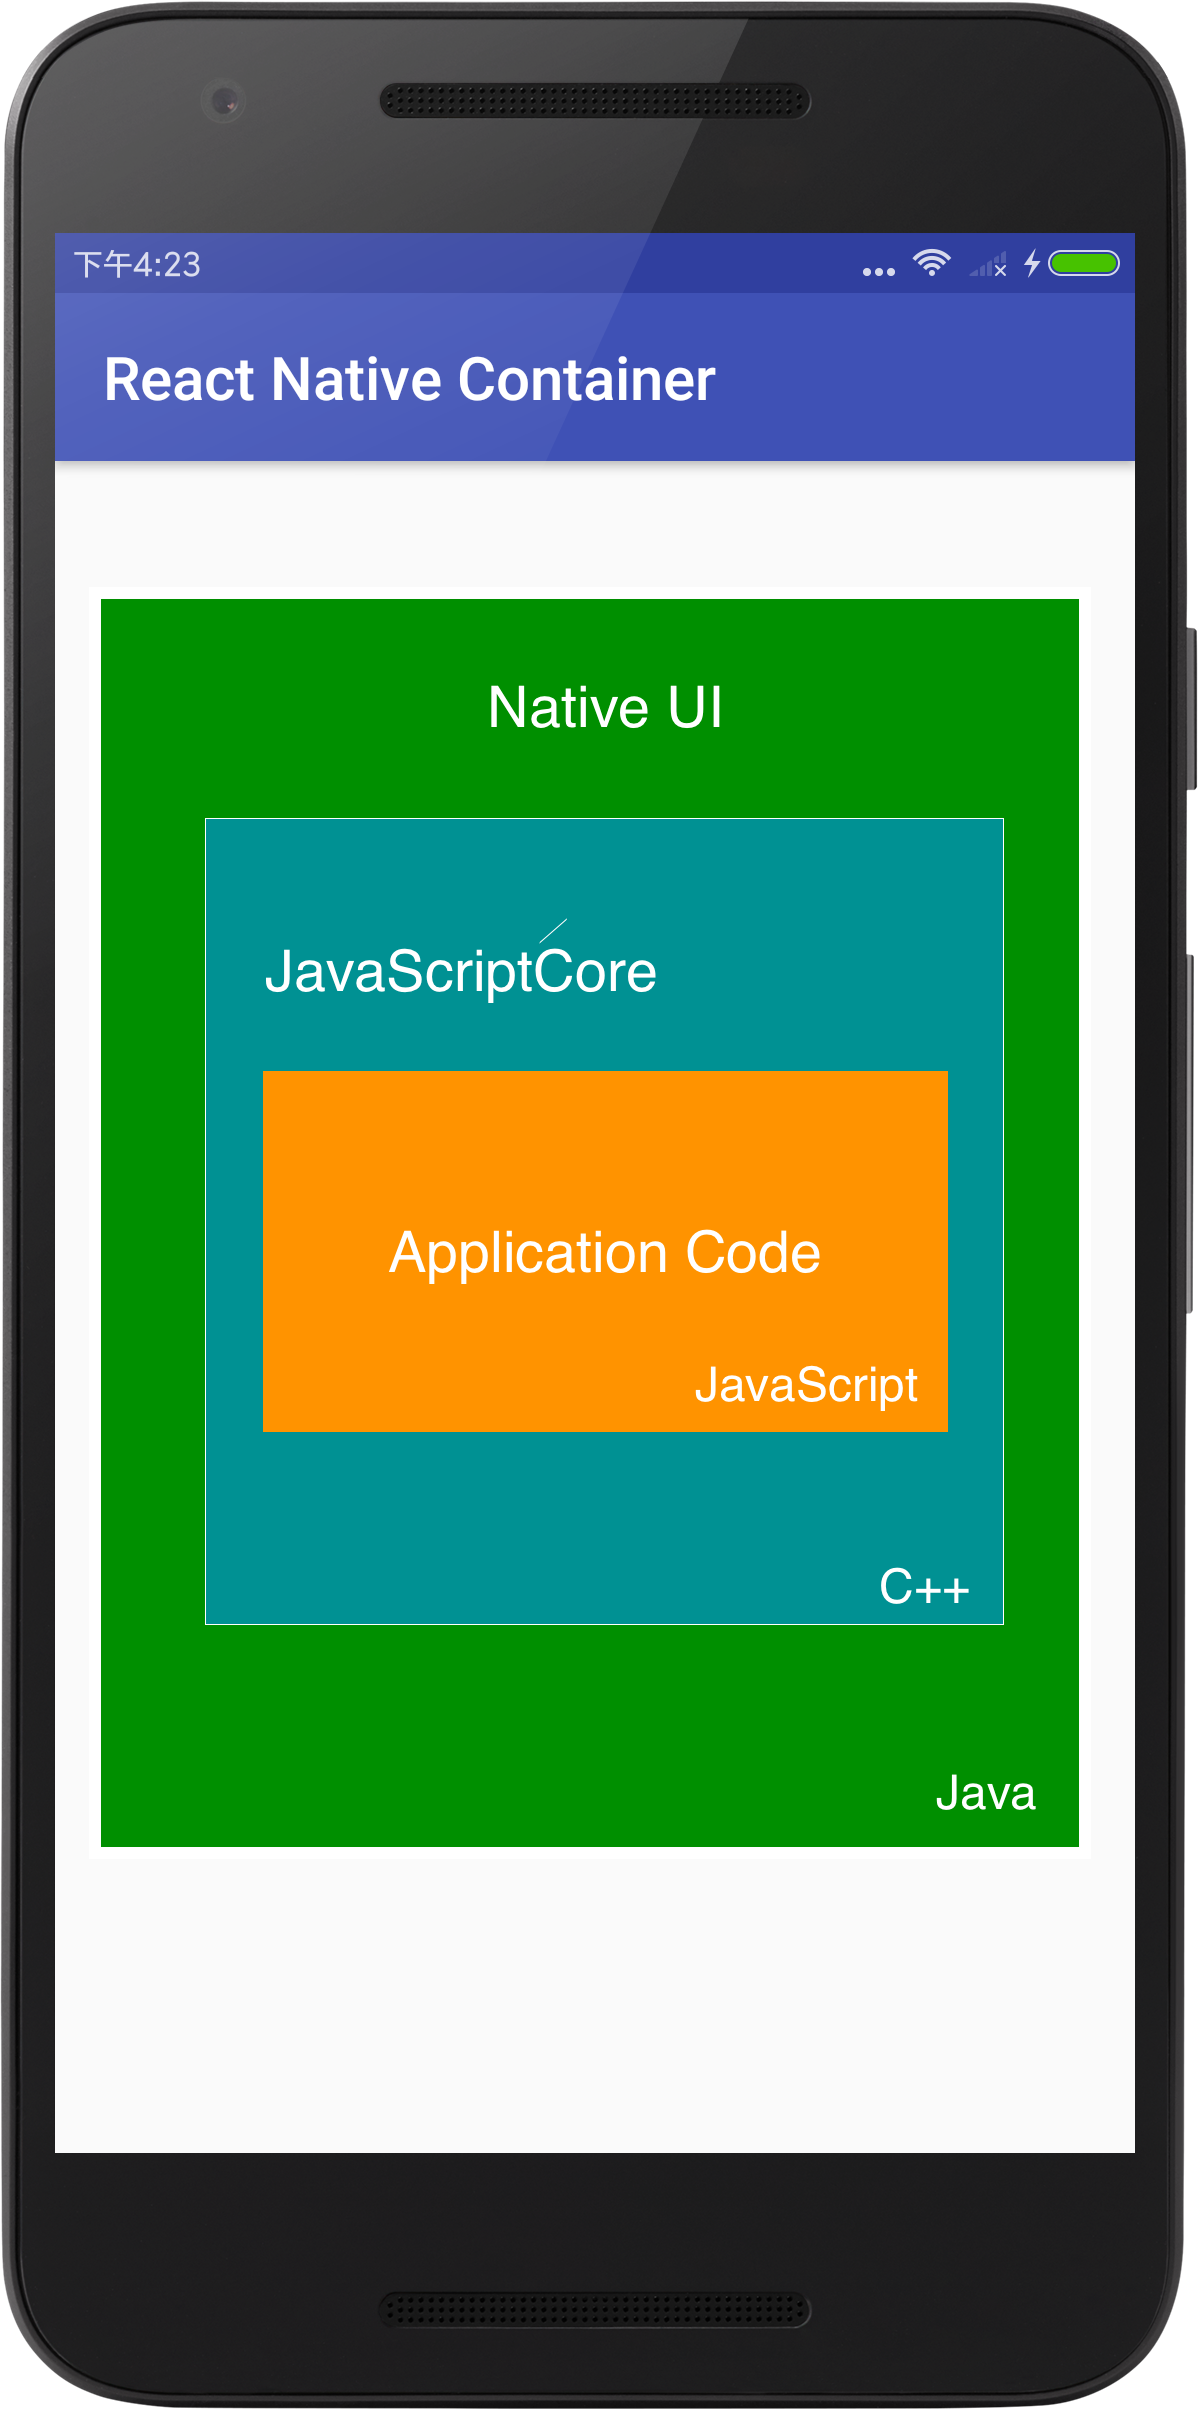 下午4:23
React Native Container
Native UI
JavaScriptCore
Application Code
JavaScript
C++
Java